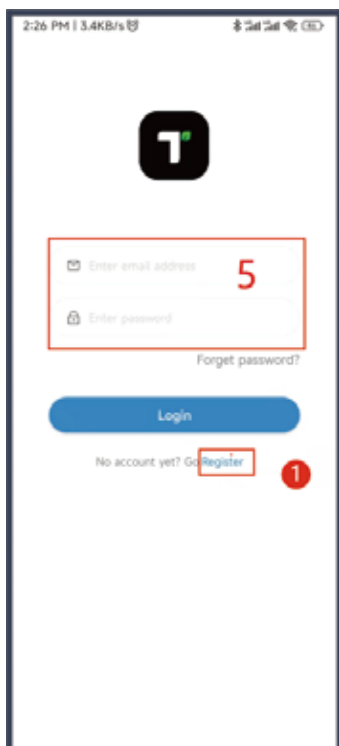 2:26 PM | 3.4KB/s
T
Enter email address
5
Enter password
Forget password?
Login
No account yet? Go Register
1